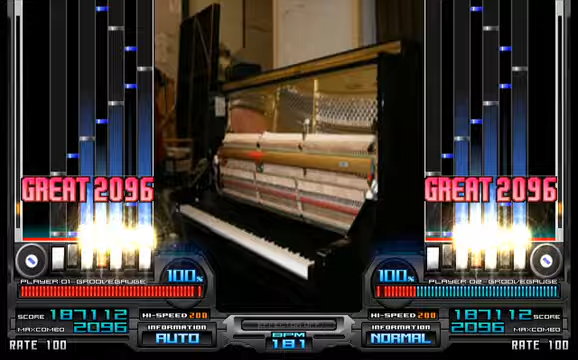 GREAT 2096
GREAT 2096
100%
100%
PLAYER 01-GROOVEGAUGE
PLAYER 02-GROOVEGAUGE
SCORE 187112
HI-SPEED 200
HI-SPEED 200
187112 SCORE
MAXCOMBO 2096
INFORMATION
AUTO
BPM
181
INFORMATION
NORMAL
2096 MAXCOMBO
RATE 100
RATE 100